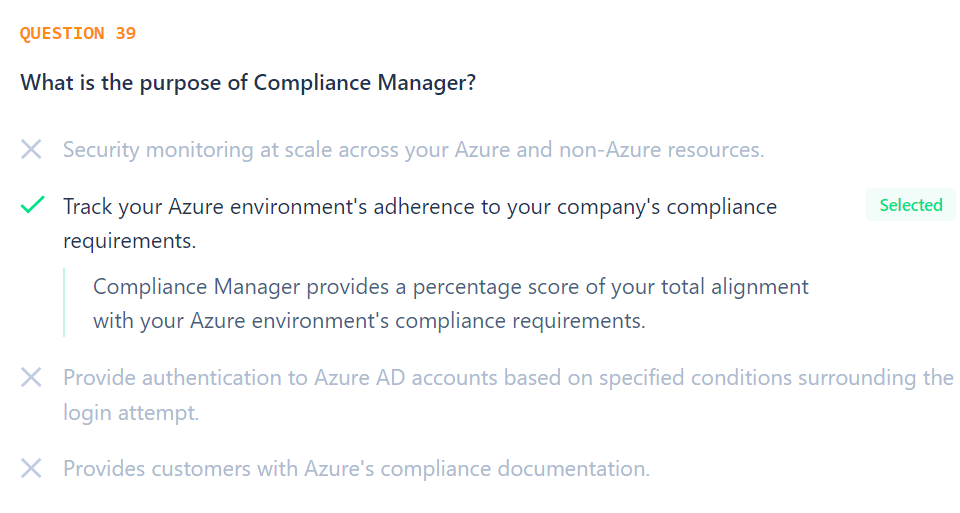 QUESTION 39
What is the purpose of Compliance Manager?
Security monitoring at scale across your Azure and non-Azure resources.
Track your Azure environment's adherence to your company's compliance
Selected
requirements.
Compliance Manager provides a percentage score of your total alignment
with your Azure environment's compliance requirements.
Provide authentication to Azure AD accounts based on specified conditions surrounding the
login attempt.
Provides customers with Azure's compliance documentation.